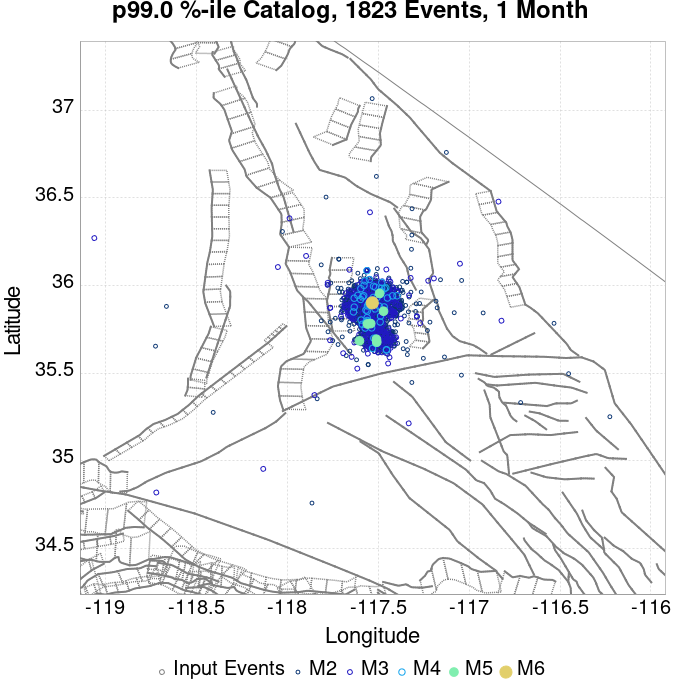 p99.0 %-ile Catalog, 1823 Events, 1 Month
37
36.5
36
35.5
35
34.5
Latitude
-119 -118.5 -118 -117.5 -117 -116.5 -116
Longitude
Input Events M2 M3 M4 M5 M6